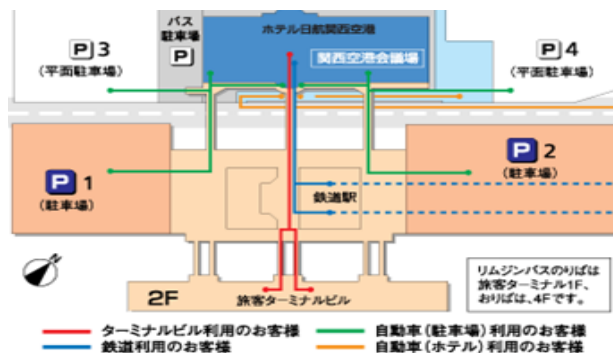 バス
駐車場
P
ホテル日航関西空港
関西空港会議場
P 3
(平面駐車場)
P 4
(平面駐車場)
P 1
(駐車場)
P 2
(駐車場)
鉄道駅
2F
旅客ターミナルビル
リムジンバスのりばは
旅客ターミナル1F、
おりばは、4Fです。
ターミナルビル利用のお客様
自動車(駐車場)利用のお客様
鉄道利用のお客様
自動車(ホテル)利用のお客様